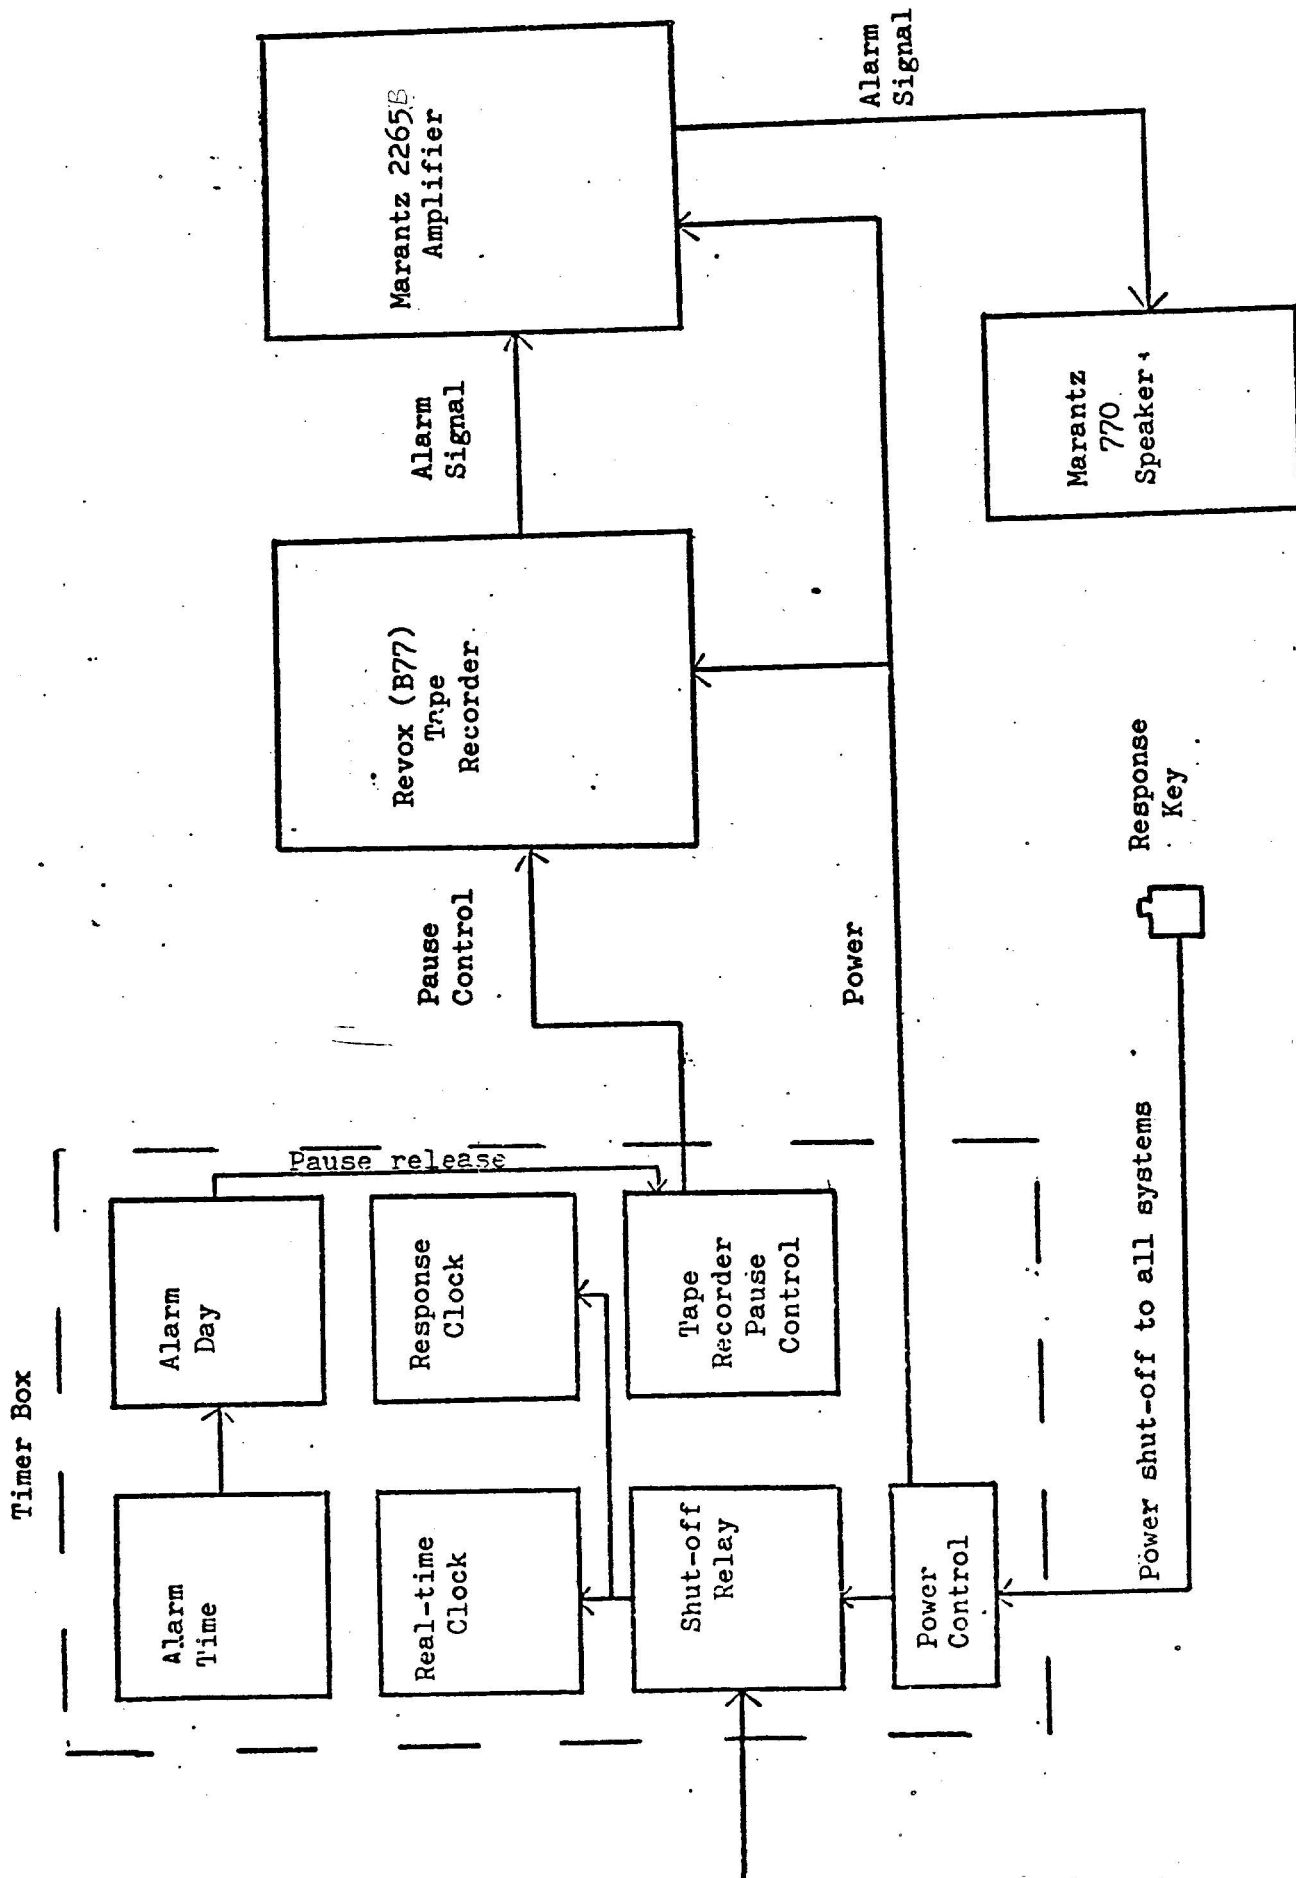 Timer Box
Alarm
Time
Alarm
Day
Pause release
Real-time
Clock
Response
Clock
Shut-off
Relay
Tape
Recorder
Pause
Control
Power
Control
Pause
Control
Revox (B77)
Tape
Recorder
Alarm
Signal
Marantz 2265B
Amplifier
Alarm
Signal
Power
Marantz
770
Speaker
Response
Key
Power shut-off to all systems